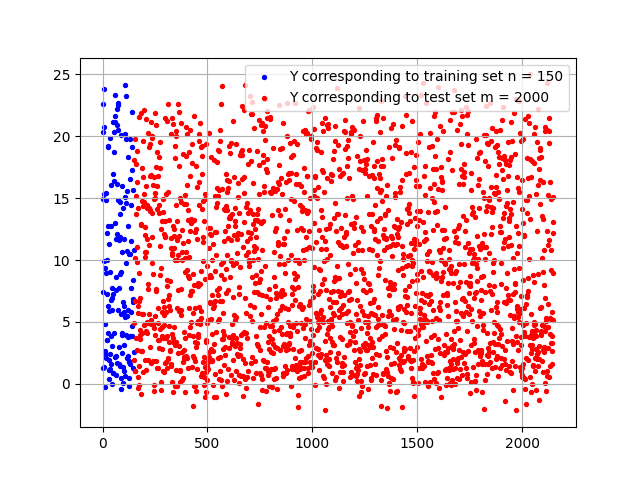 Y corresponding to training set n = 150
Y corresponding to test set m = 2000
25
20
15
10
5
0
0 500 1000 1500 2000